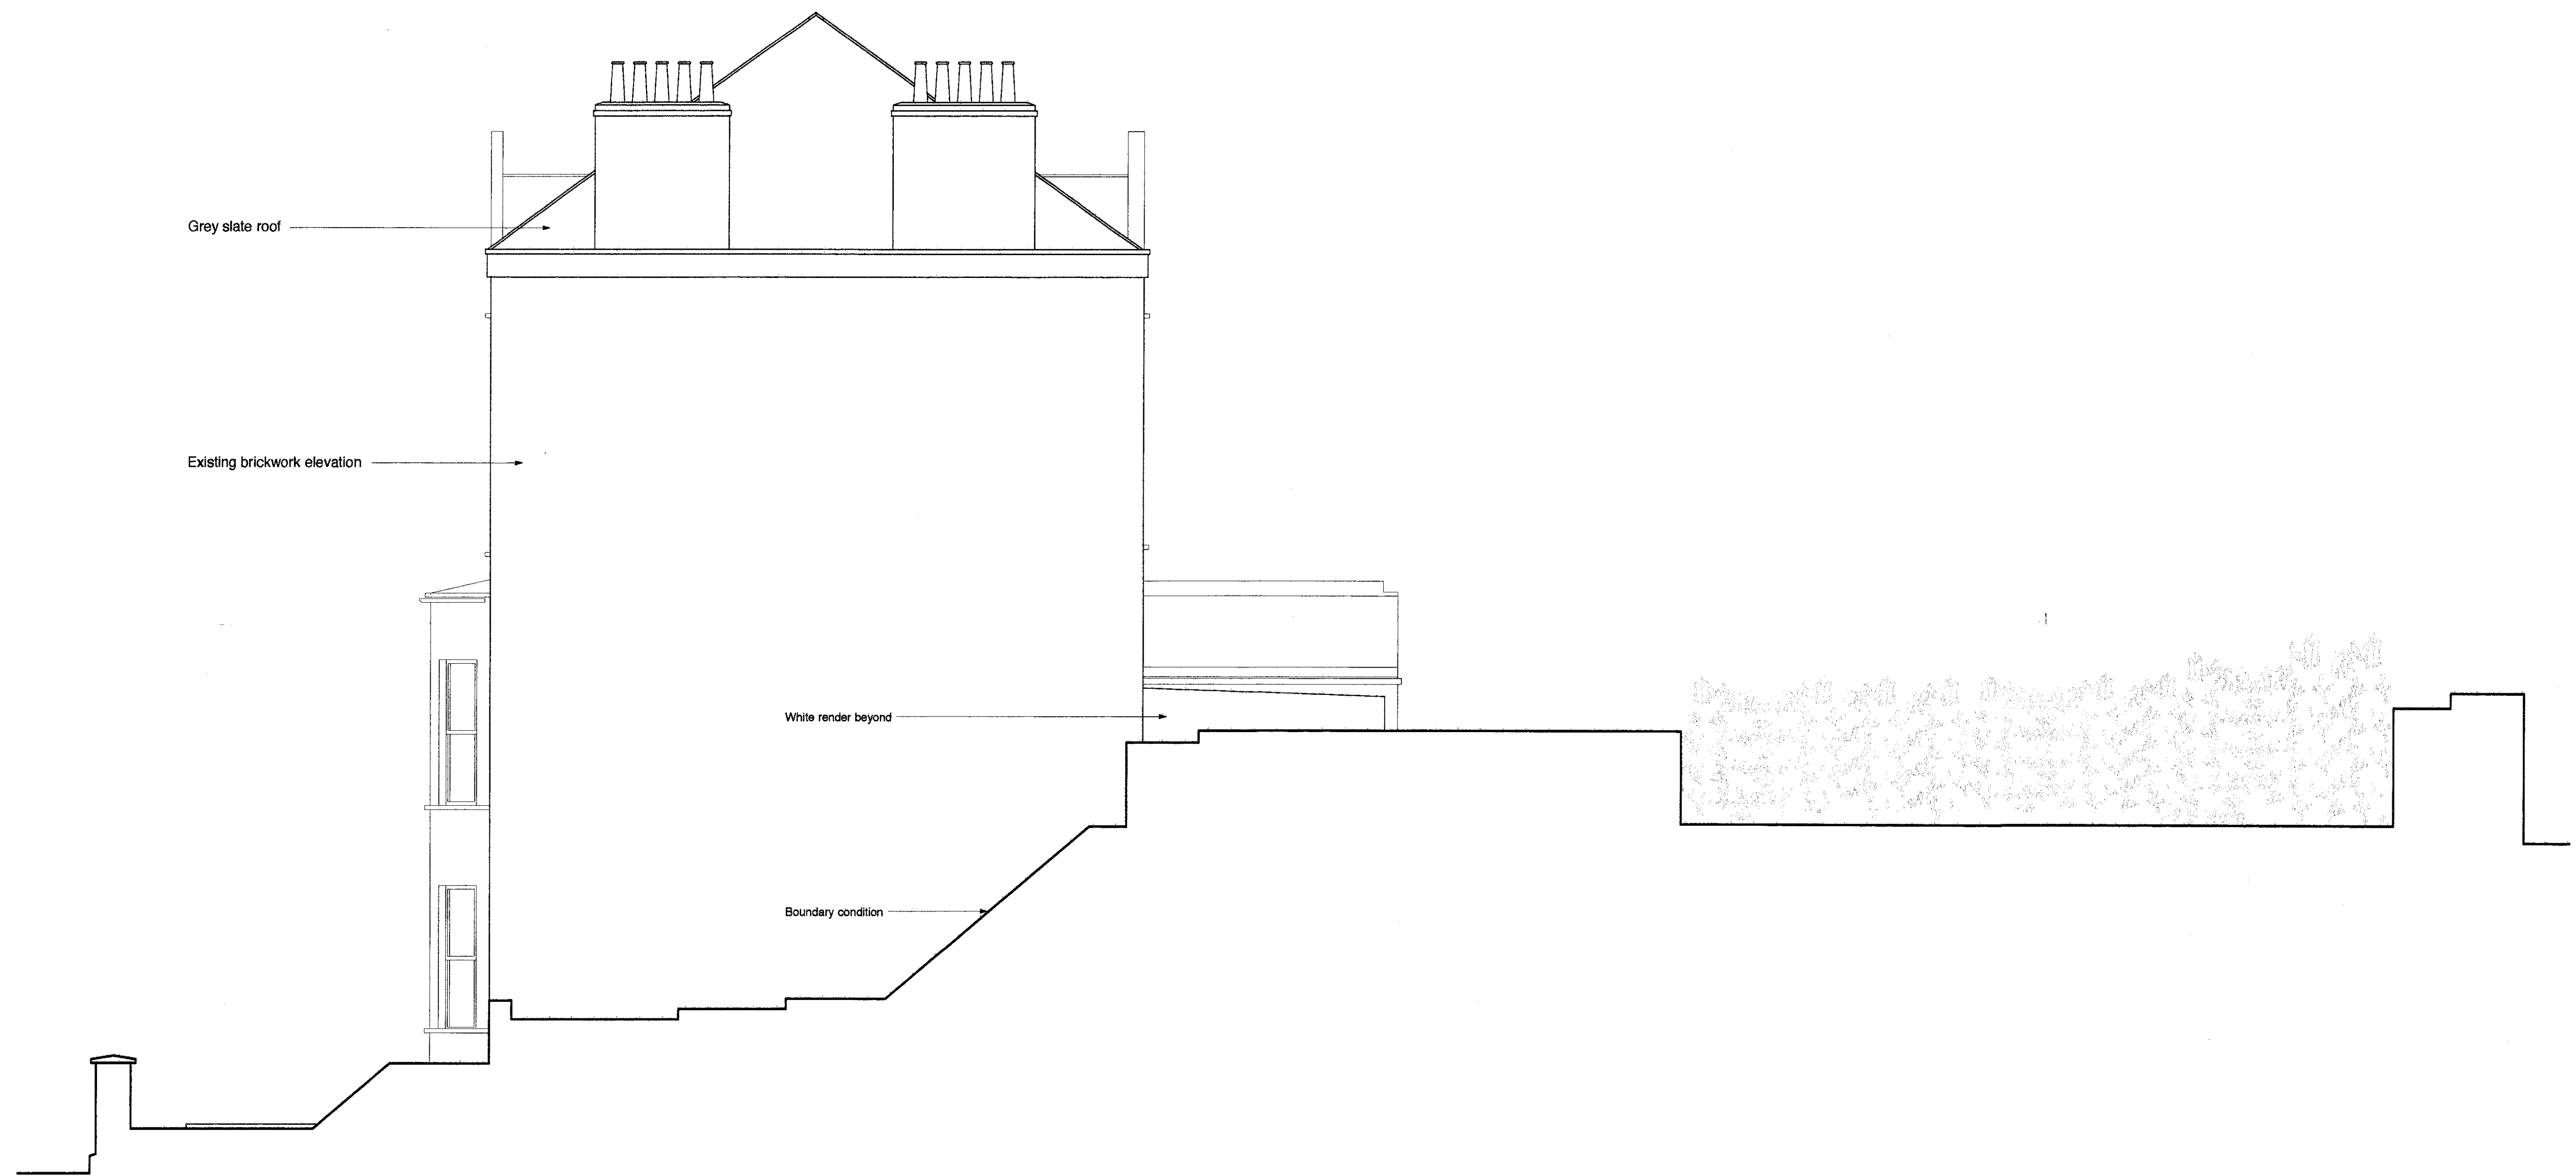 Grey slate roof
Existing brickwork elevation
White render beyond
Boundary condition